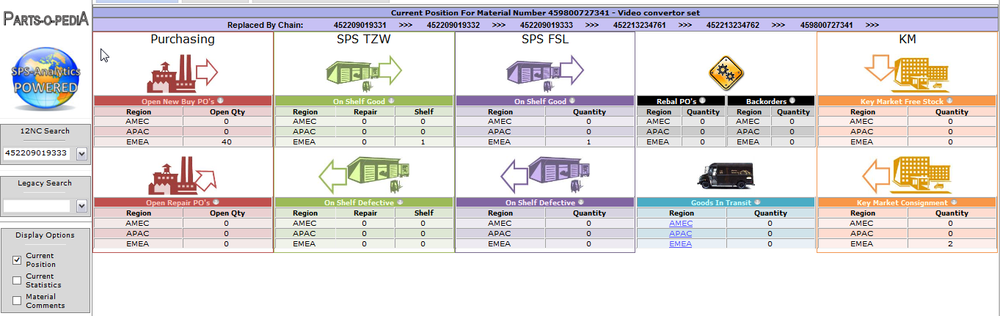 PARTS-O-PEDIA
SPS-Analytics
POWERED
12NC Search
452209019333
Legacy Search
Display Options
Current
Position
Current
Statistics
Material
Comments
Current Position For Material Number 459800727341 - Video convertor set
Replaced By Chain: 452209019331 >>> 452209019332 >>> 452209019333 >>> 452213234761 >>> 452213234762 >>> 459800727341 >>>
Purchasing SPS TZW SPS FSL KM
Open New Buy PO's On Shelf Good On Shelf Good Rebal PO's Backorders Key Market Free Stock
Region Open Qty Region Repair Shelf Region Quantity Region Quantity Region Quantity Region Quantity
AMEC 0 AMEC 0 0 AMEC 0 AMEC 0 AMEC 0 AMEC 0
APAC 0 APAC 0 0 APAC 0 APAC 0 APAC 0 APAC 0
EMEA 40 EMEA 0 1 EMEA 1 EMEA 0 EMEA 0 EMEA 0
Open Repair PO's On Shelf Defective On Shelf Defective Goods In Transit Key Market Consignment
Region Open Qty Region Repair Shelf Region Quantity Region Quantity Region Quantity
AMEC 0 AMEC 0 0 AMEC 0 AMEC 0 AMEC 0
APAC 0 APAC 0 0 APAC 0 APAC 0 APAC 0
EMEA 0 EMEA 0 0 EMEA 0 EMEA 0 EMEA 2